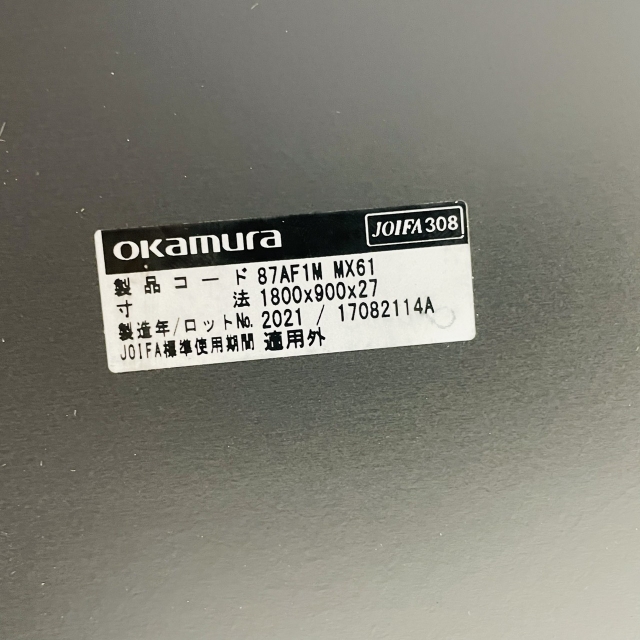 okamura JOIFA308
製品コード 87AF1M MX61
寸法 1800x900x27
製造年/ロットNo. 2021 / 17082114A
JOIFA標準使用期間 適用外